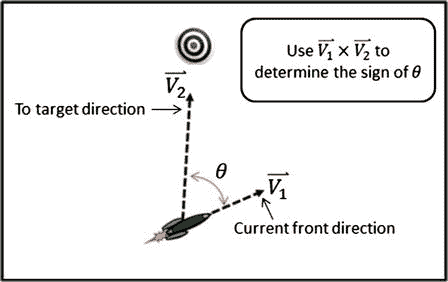 Use V₁ × V₂ to
determine the sign of θ
V₂
To target direction
θ
V₁
Current front direction